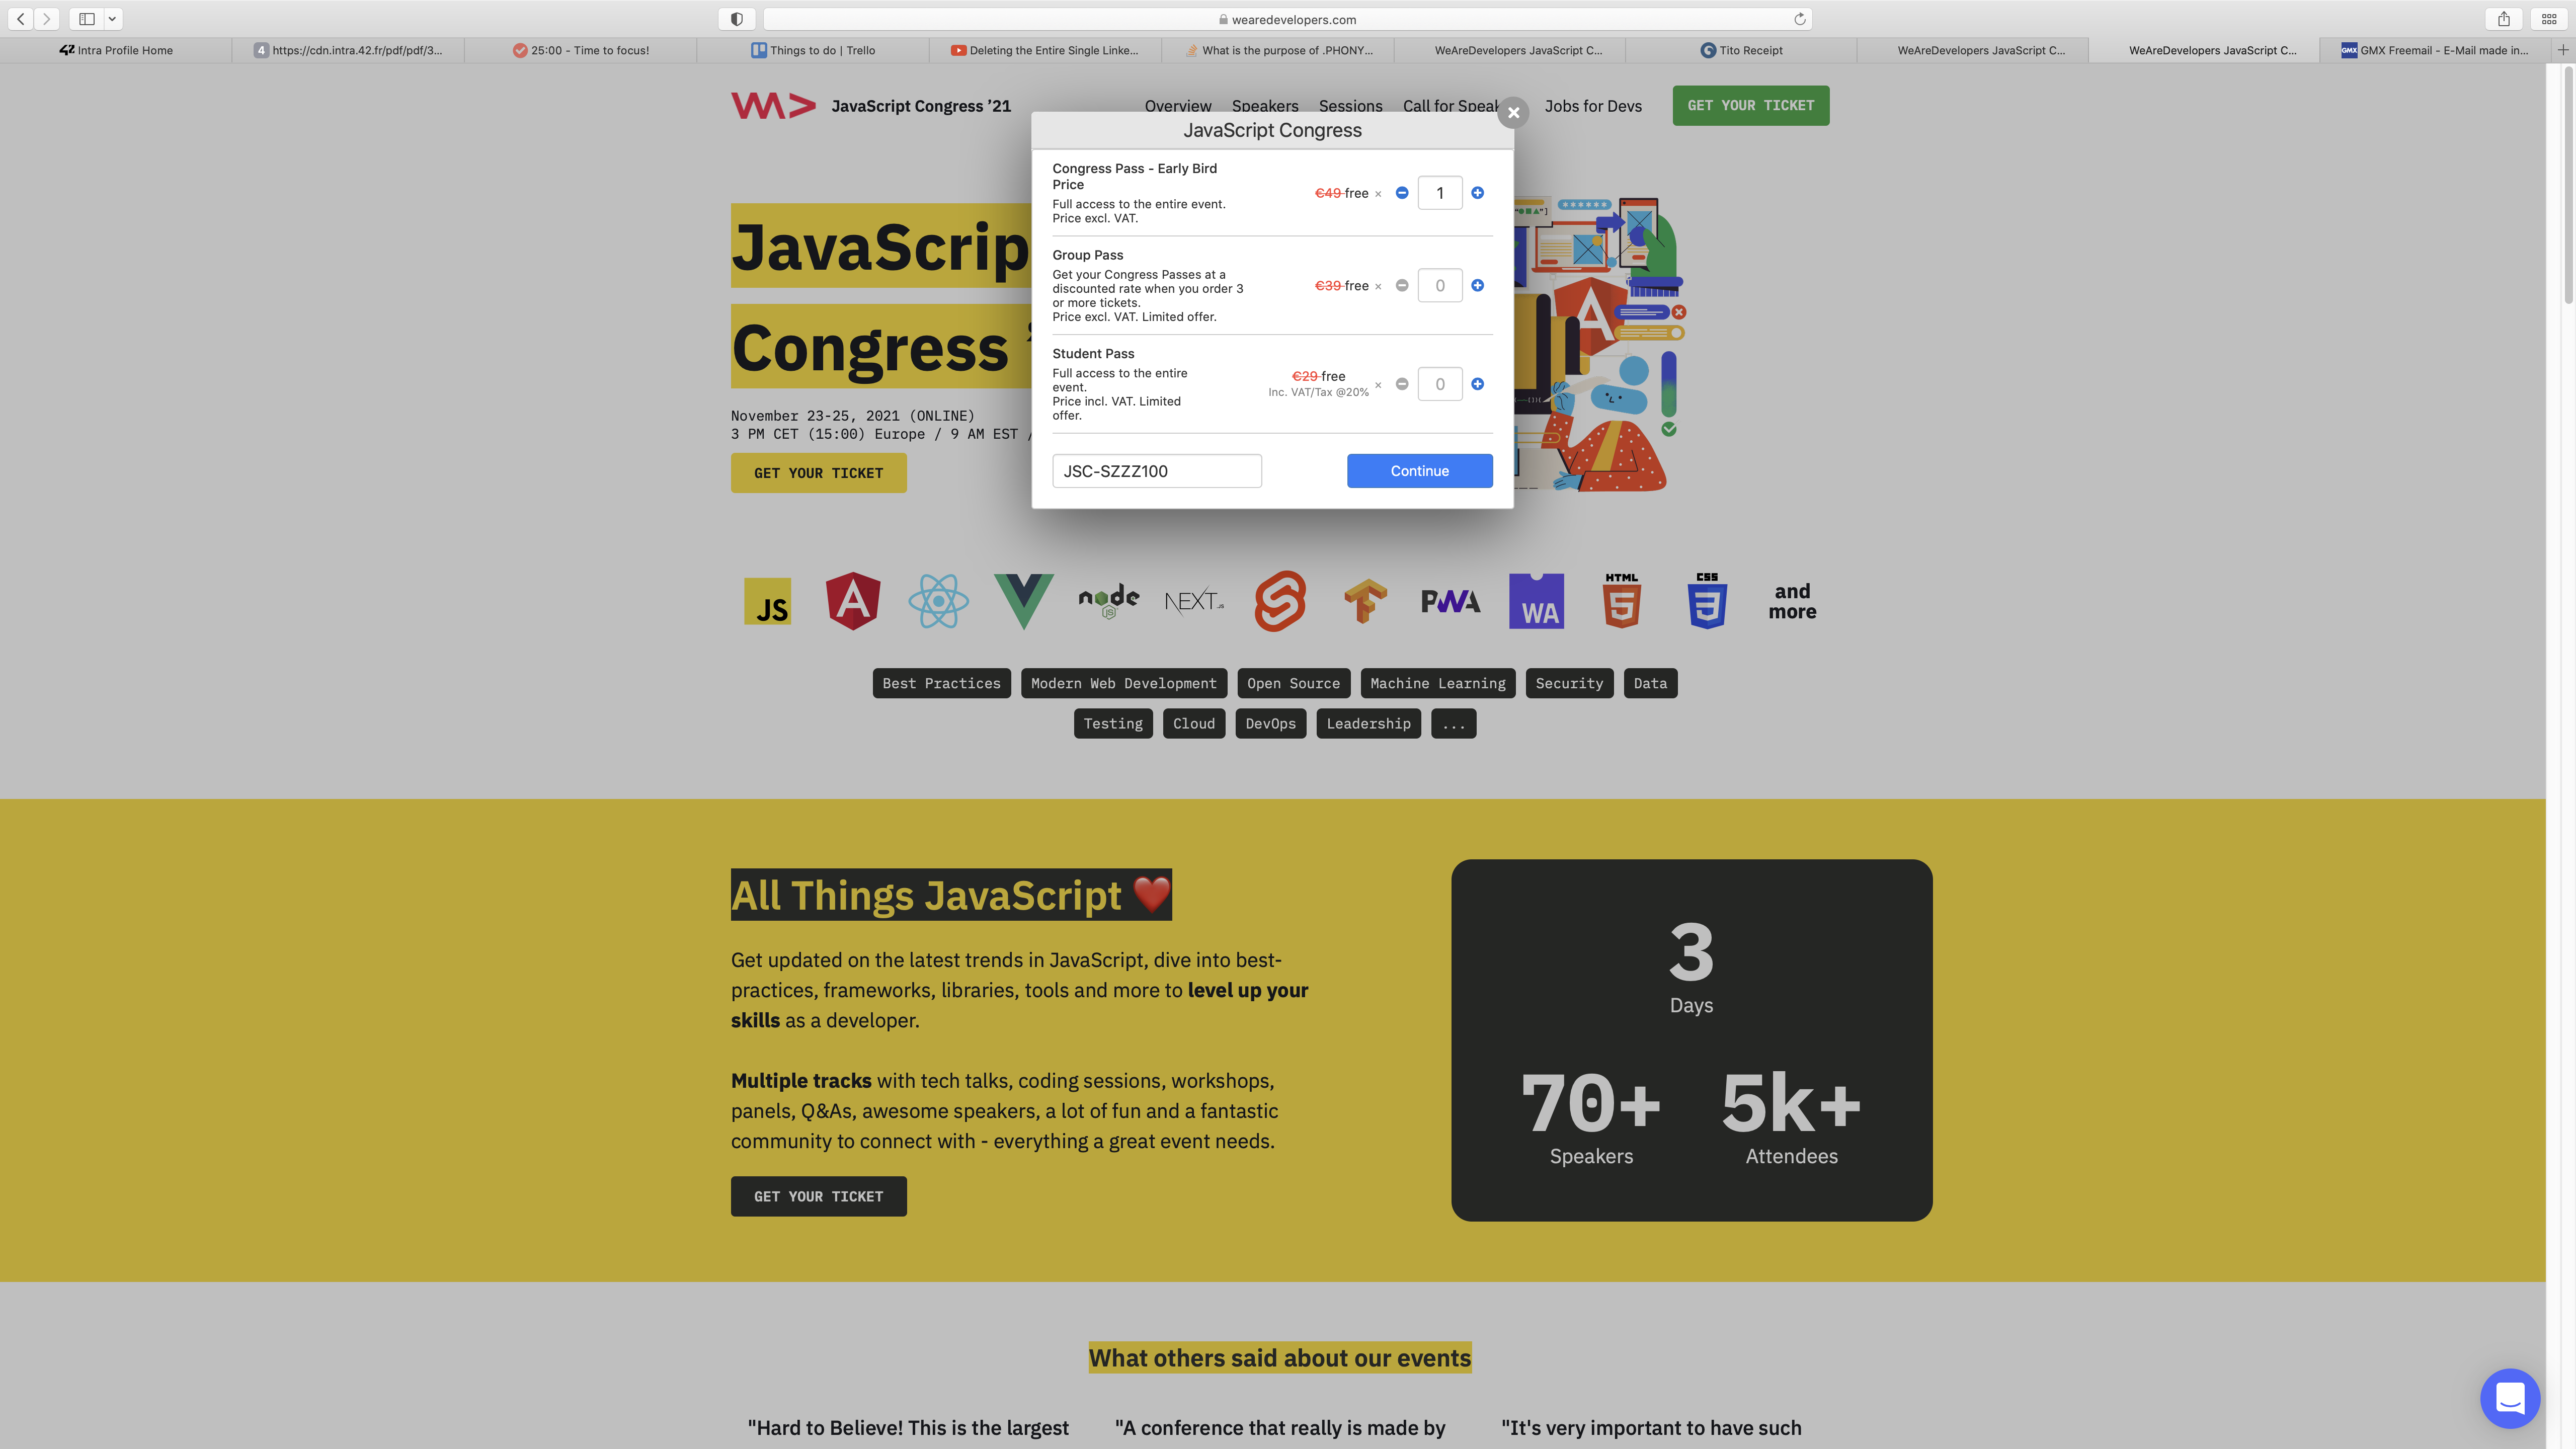 wearedevelopers.com
Intra Profile Home
4 https://cdn.intra.42.fr/pdf/pdf/3...
25:00 - Time to focus!
Things to do | Trello
Deleting the Entire Single Linke...
What is the purpose of .PHONY...
WeAreDevelopers JavaScript C...
Tito Receipt
WeAreDevelopers JavaScript C...
WeAreDevelopers JavaScript C...
GMX GMX Freemail - E-Mail made in...
JavaScript Congress ’21
Overview Speakers Sessions Call for Speak Jobs for Devs
GET YOUR TICKET
JavaScript Congress
Congress Pass - Early Bird
Price
Full access to the entire event.
Price excl. VAT.
€49 free × 1
Group Pass
Get your Congress Passes at a
discounted rate when you order 3
or more tickets.
Price excl. VAT. Limited offer.
€39 free × 0
Student Pass
Full access to the entire
event.
Price incl. VAT. Limited
offer.
€29 free
Inc. VAT/Tax @20% × 0
JSC-SZZZ100
Continue
JavaScrip
Congress ’
November 23-25, 2021 (ONLINE)
3 PM CET (15:00) Europe / 9 AM EST /
GET YOUR TICKET
JS
A
node
JS
NEXT.JS
PWA
WA
HTML
5
CSS
3
and
more
Best Practices Modern Web Development Open Source Machine Learning Security Data
Testing Cloud DevOps Leadership ...
All Things JavaScript ❤️
Get updated on the latest trends in JavaScript, dive into best-
practices, frameworks, libraries, tools and more to level up your
skills as a developer.
Multiple tracks with tech talks, coding sessions, workshops,
panels, Q&As, awesome speakers, a lot of fun and a fantastic
community to connect with - everything a great event needs.
GET YOUR TICKET
3
Days
70+
Speakers
5k+
Attendees
What others said about our events
"Hard to Believe! This is the largest
"A conference that really is made by
"It's very important to have such